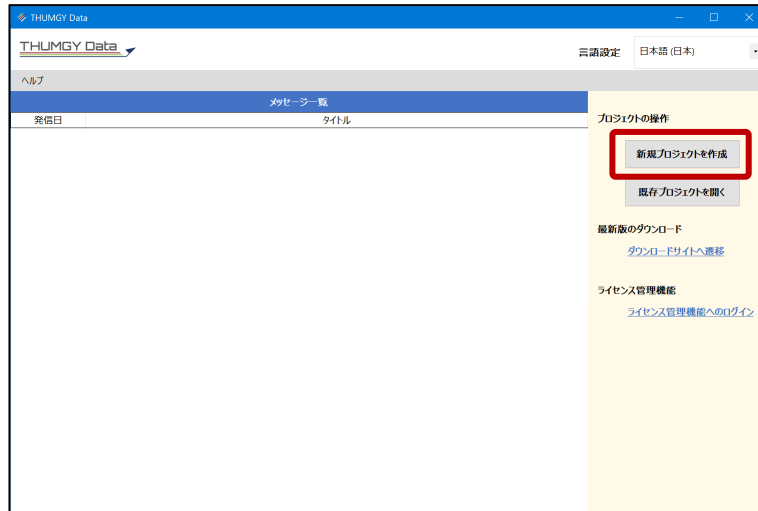 THUMGY Data
THUMGY Data
言語設定
日本語 (日本)
ヘルプ
メッセージ一覧
発信日
タイトル
プロジェクトの操作
新規プロジェクトを作成
既存プロジェクトを開く
最新版のダウンロード
ダウンロードサイトへ遷移
ライセンス管理機能
ライセンス管理機能へのログイン